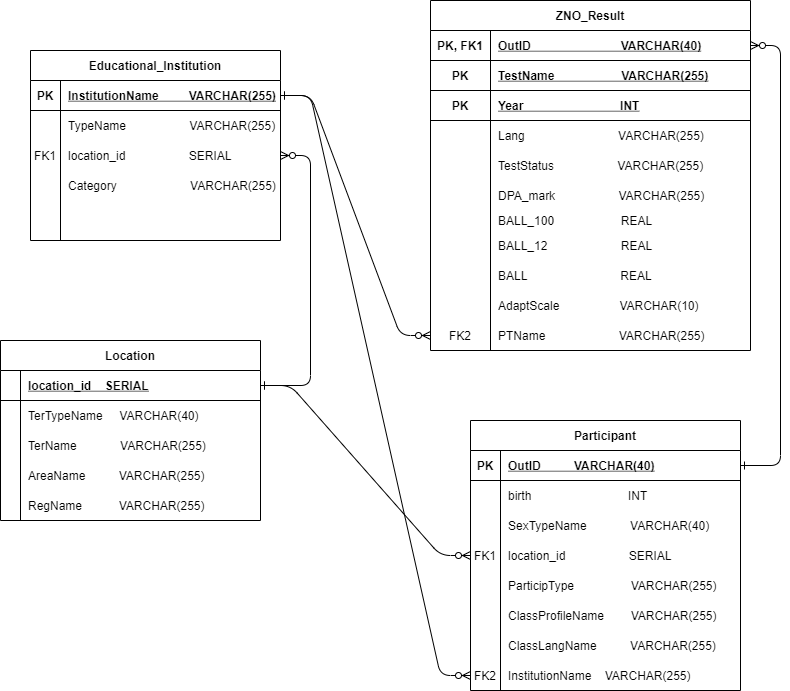 Educational_Institution
PK InstitutionName VARCHAR(255)
TypeName VARCHAR(255)
FK1 location_id SERIAL
Category VARCHAR(255)
ZNO_Result
PK, FK1 OutID VARCHAR(40)
PK TestName VARCHAR(255)
PK Year INT
Lang VARCHAR(255)
TestStatus VARCHAR(255)
DPA_mark VARCHAR(255)
BALL_100 REAL
BALL_12 REAL
BALL REAL
AdaptScale VARCHAR(10)
FK2 PTName VARCHAR(255)
Location
location_id SERIAL
TerTypeName VARCHAR(40)
TerName VARCHAR(255)
AreaName VARCHAR(255)
RegName VARCHAR(255)
Participant
PK OutID VARCHAR(40)
birth INT
SexTypeName VARCHAR(40)
FK1 location_id SERIAL
ParticipType VARCHAR(255)
ClassProfileName VARCHAR(255)
ClassLangName VARCHAR(255)
FK2 InstitutionName VARCHAR(255)